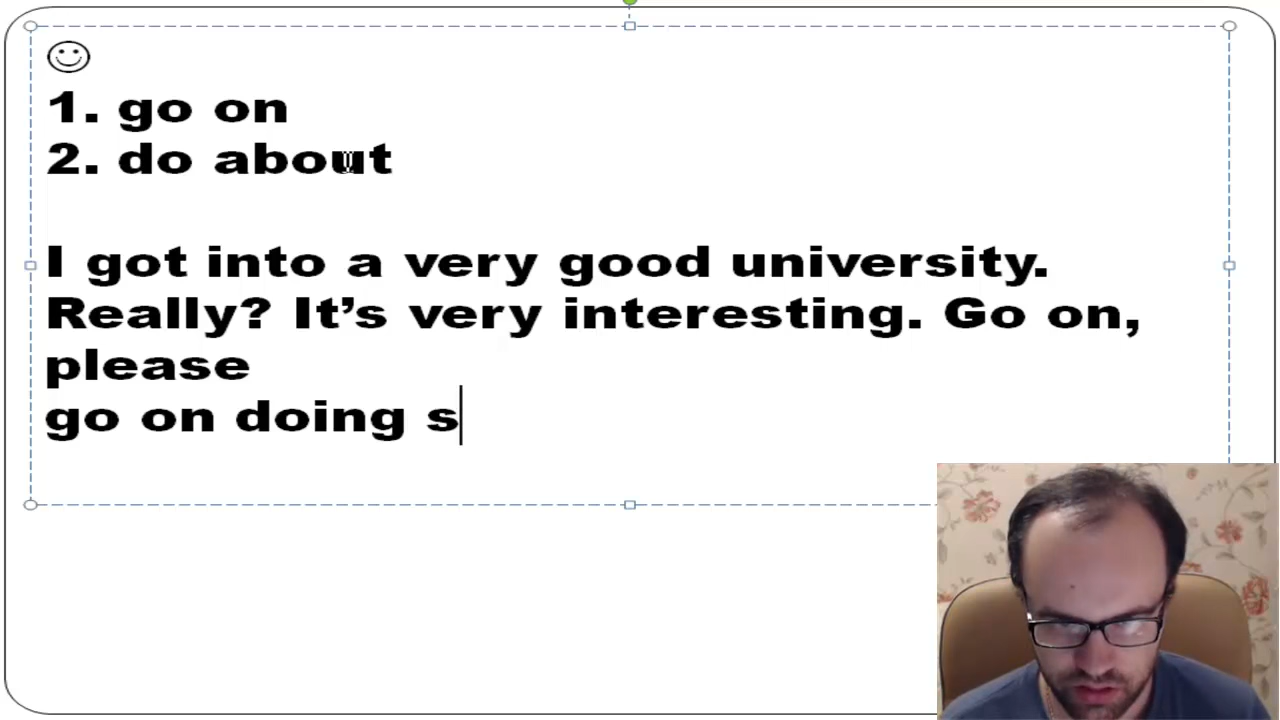 1. go on
2. do about
I got into a very good university.
Really? It’s very interesting. Go on,
please
go on doing s